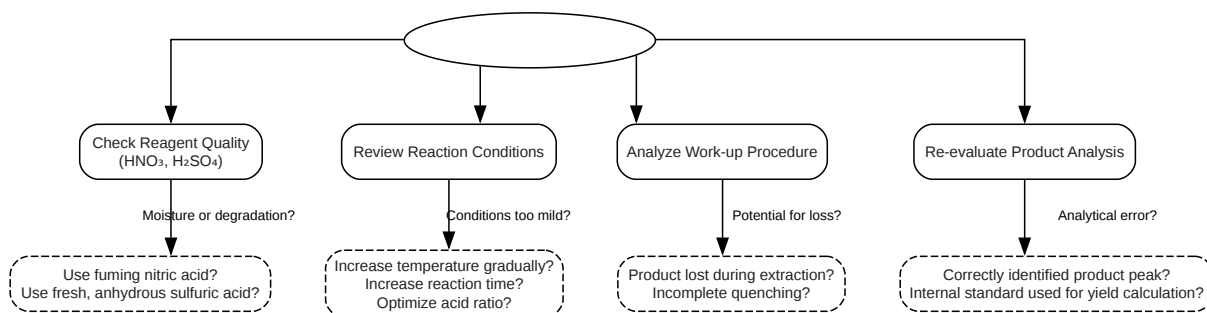 Check Reagent Quality
(HNO₃, H₂SO₄)
Review Reaction Conditions
Analyze Work-up Procedure
Re-evaluate Product Analysis
Moisture or degradation?
Conditions too mild?
Potential for loss?
Analytical error?
Use fuming nitric acid?
Use fresh, anhydrous sulfuric acid?
Increase temperature gradually?
Increase reaction time?
Optimize acid ratio?
Product lost during extraction?
Incomplete quenching?
Correctly identified product peak?
Internal standard used for yield calculation?